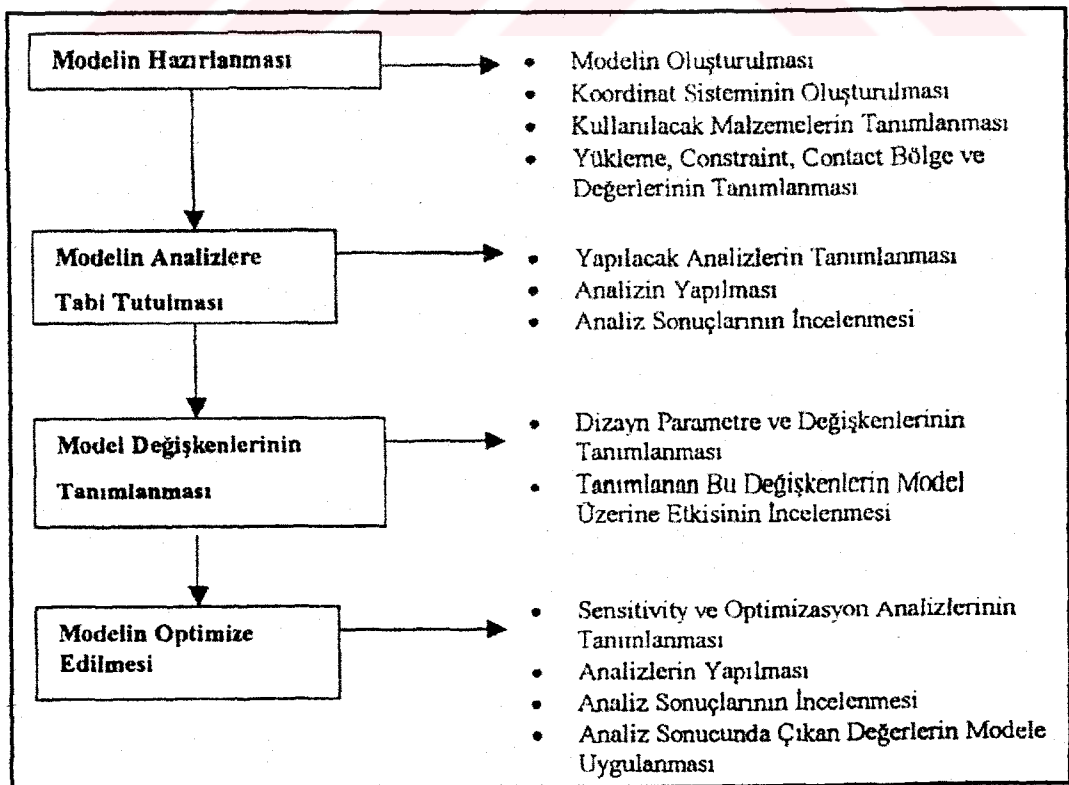 Modelin Hazırlanması
• Modelin Oluşturulması
• Koordinat Sisteminin Oluşturulması
• Kullanılacak Malzemelerin Tanımlanması
• Yükleme, Constraint, Contact Bölge ve
Değerlerinin Tanımlanması
Modelin Analizlere
Tabi Tutulması
• Yapılacak Analizlerin Tanımlanması
• Analizin Yapılması
• Analiz Sonuçlarının İncelenmesi
Model Değişkenlerinin
Tanımlanması
• Dizayn Parametre ve Değişkenlerinin
Tanımlanması
• Tanımlanan Bu Değişkenlerin Model
Üzerine Etkisinin İncelenmesi
Modelin Optimize
Edilmesi
• Sensitivity ve Optimizasyon Analizlerinin
Tanımlanması
• Analizlerin Yapılması
• Analiz Sonuçlarının İncelenmesi
• Analiz Sonucunda Çıkan Değerlerin Modele
Uygulanması